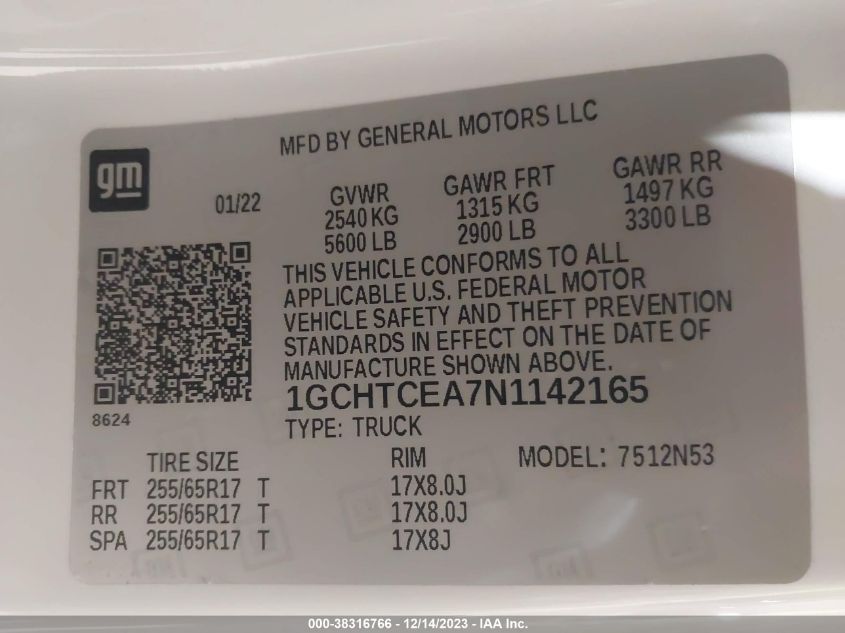 MFD BY GENERAL MOTORS LLC
gm
01/22
GVWR GAWR FRT GAWR RR
2540 KG 1315 KG 1497 KG
5600 LB 2900 LB 3300 LB
THIS VEHICLE CONFORMS TO ALL
APPLICABLE U.S. FEDERAL MOTOR
VEHICLE SAFETY AND THEFT PREVENTION
STANDARDS IN EFFECT ON THE DATE OF
MANUFACTURE SHOWN ABOVE.
1GCHTCEA7N1142165
8624
TYPE: TRUCK
TIRE SIZE RIM MODEL: 7512N53
FRT 255/65R17 T 17X8.0J
RR 255/65R17 T 17X8.0J
SPA 255/65R17 T 17X8J
000-38316766 - 12/14/2023 - IAA Inc.